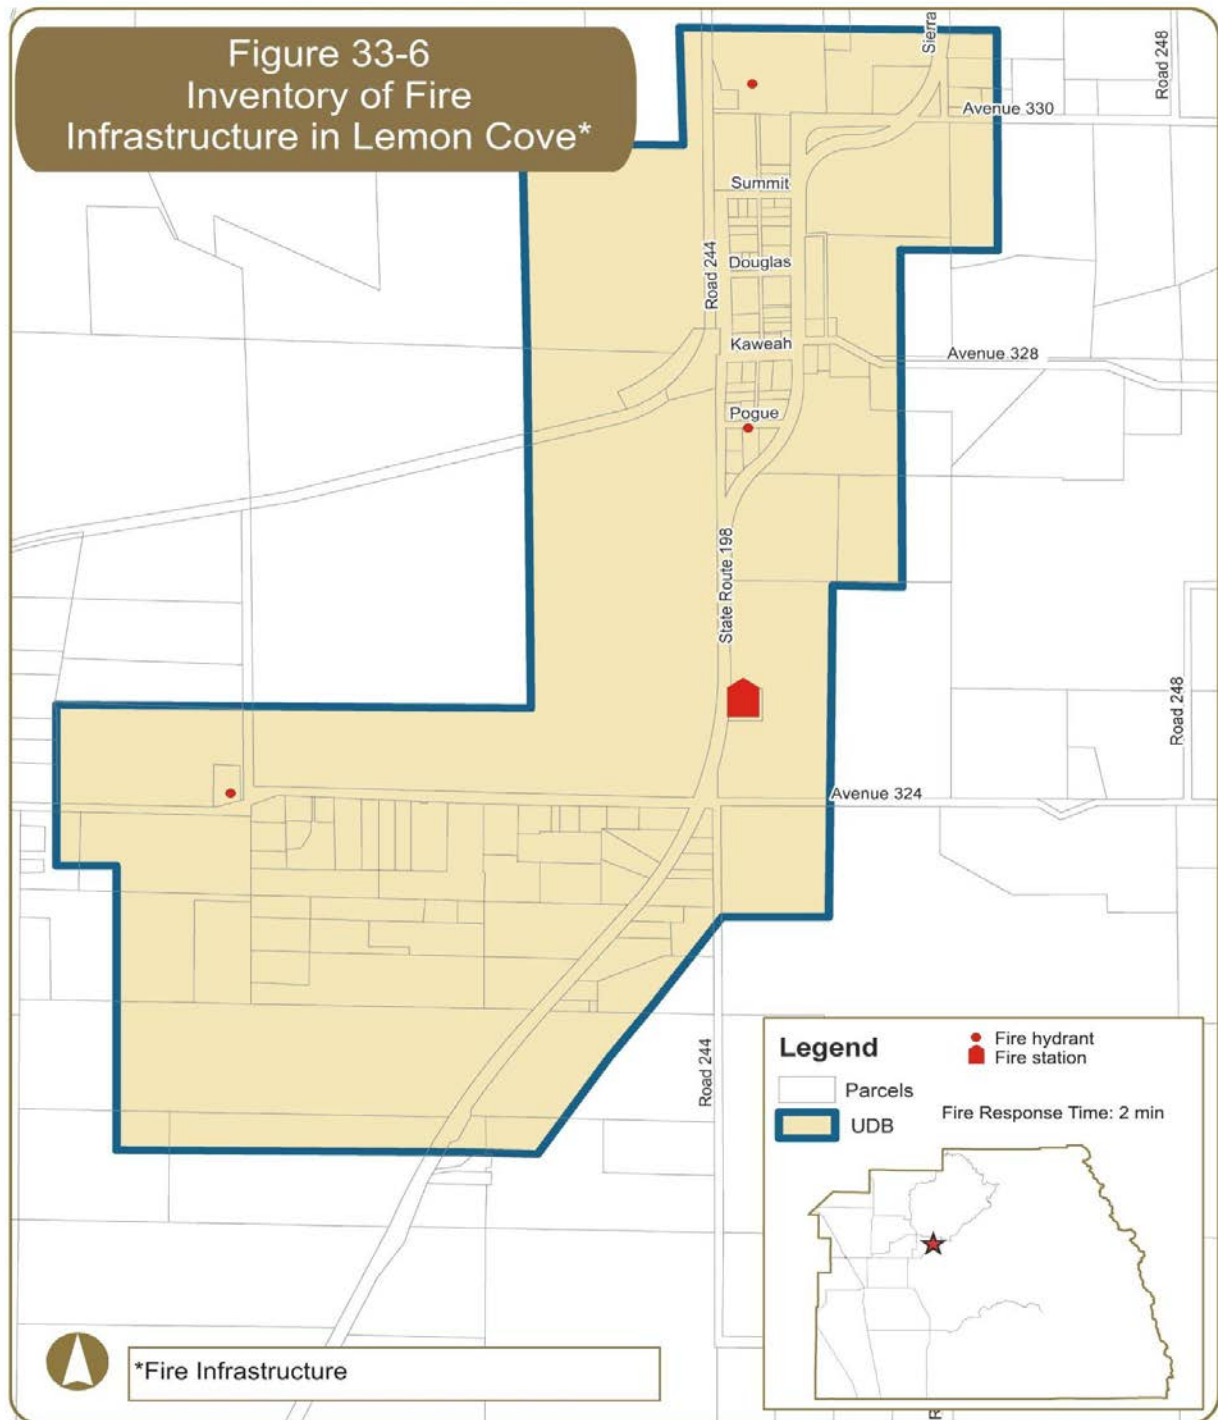 Figure 33-6
Inventory of Fire
Infrastructure in Lemon Cove*
Sierra
Road 248
Avenue 330
Summit
Road 244
Douglas
Kaweah
Avenue 328
Pogue
State Route 198
Road 248
Avenue 324
Road 244
Legend
Fire hydrant
Fire station
Parcels
UDB
Fire Response Time: 2 min
*Fire Infrastructure
R